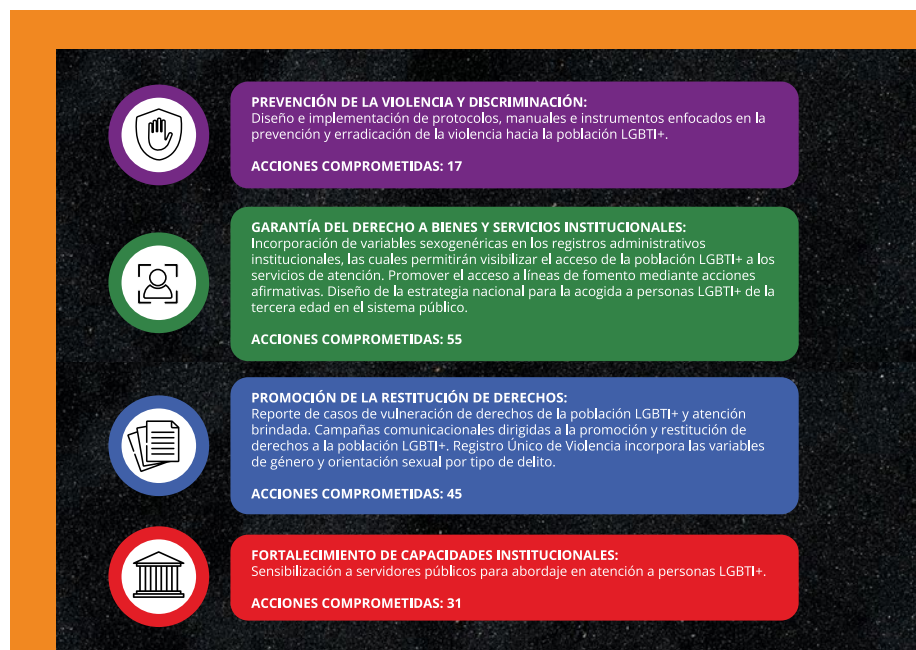 PREVENCIÓN DE LA VIOLENCIA Y DISCRIMINACIÓN:
Diseño e implementación de protocolos, manuales e instrumentos enfocados en la
prevención y erradicación de la violencia hacia la población LGBTI+.
ACCIONES COMPROMETIDAS: 17
GARANTÍA DEL DERECHO A BIENES Y SERVICIOS INSTITUCIONALES:
Incorporación de variables sexogenéricas en los registros administrativos
institucionales, las cuales permitirán visibilizar el acceso de la población LGBTI+ a los
servicios de atención. Promover el acceso a líneas de fomento mediante acciones
afirmativas. Diseño de la estrategia nacional para la acogida a personas LGBTI+ de la
tercera edad en el sistema público.
ACCIONES COMPROMETIDAS: 55
PROMOCIÓN DE LA RESTITUCIÓN DE DERECHOS:
Reporte de casos de vulneración de derechos de la población LGBTI+ y atención
brindada. Campañas comunicacionales dirigidas a la promoción y restitución de
derechos a la población LGBTI+. Registro Único de Violencia incorpora las variables
de género y orientación sexual por tipo de delito.
ACCIONES COMPROMETIDAS: 45
FORTALECIMIENTO DE CAPACIDADES INSTITUCIONALES:
Sensibilización a servidores públicos para abordaje en atención a personas LGBTI+.
ACCIONES COMPROMETIDAS: 31